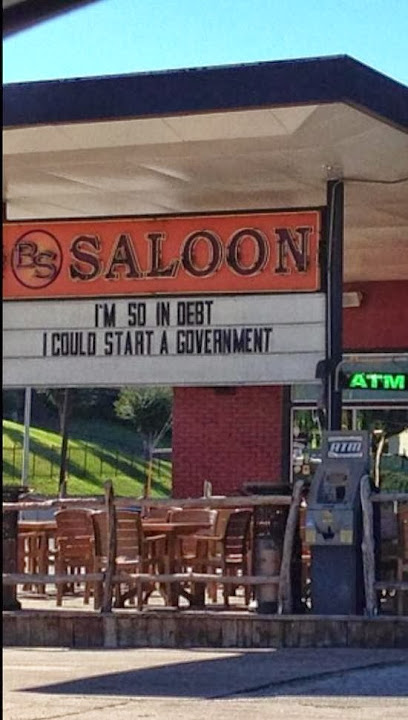 BS SALOON
I'M SO IN DEBT
I COULD START A GOVERNMENT
ATM
ATM